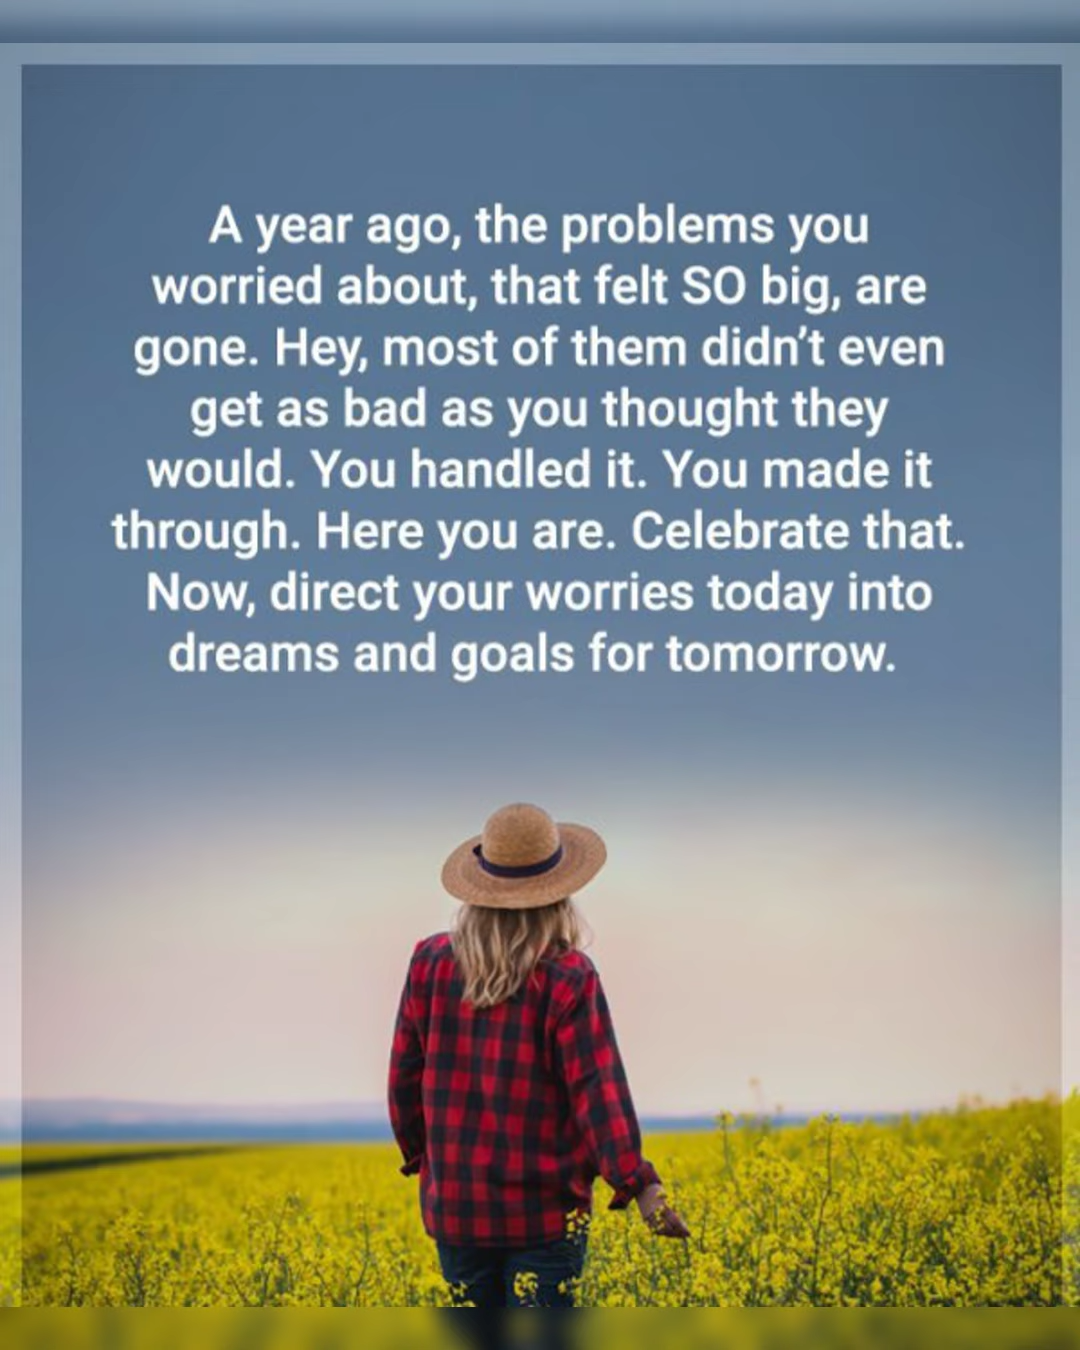 A year ago, the problems you
worried about, that felt SO big, are
gone. Hey, most of them didn’t even
get as bad as you thought they
would. You handled it. You made it
through. Here you are. Celebrate that.
Now, direct your worries today into
dreams and goals for tomorrow.